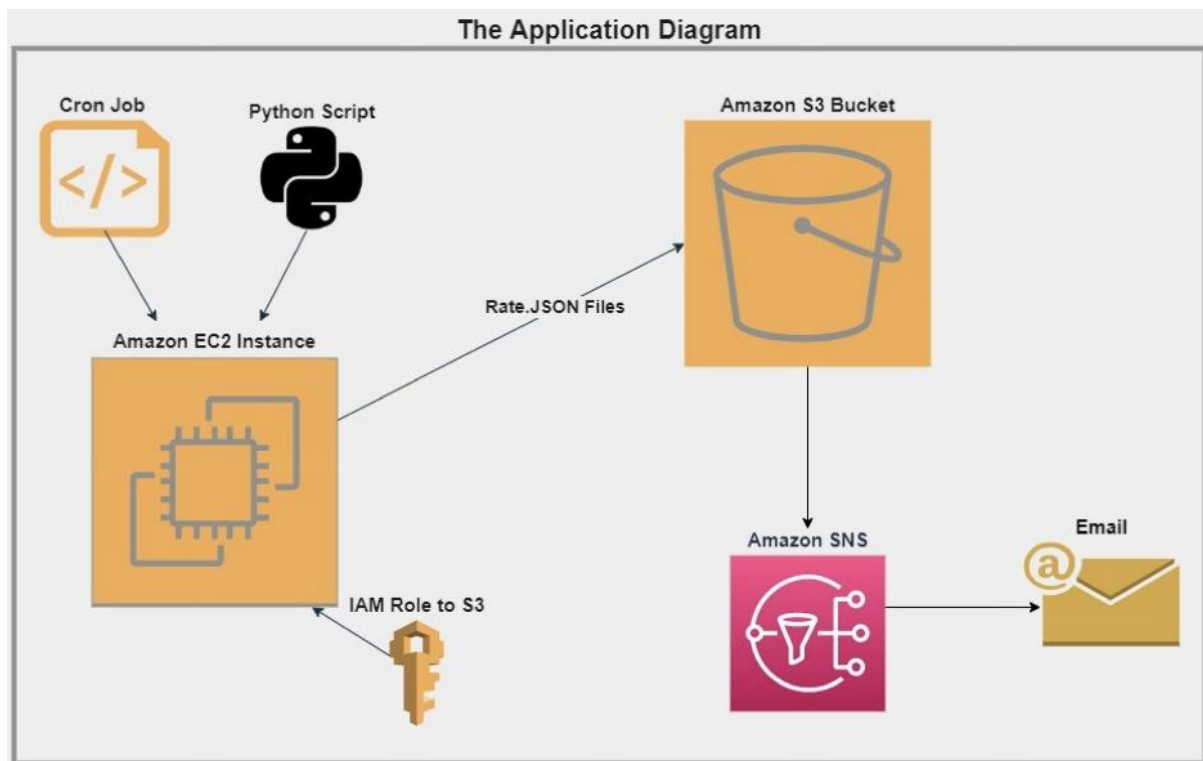 The Application Diagram
Cron Job
Python Script
Amazon S3 Bucket
</>
Rate.JSON Files
Amazon EC2 Instance
Amazon SNS
Email
@
IAM Role to S3